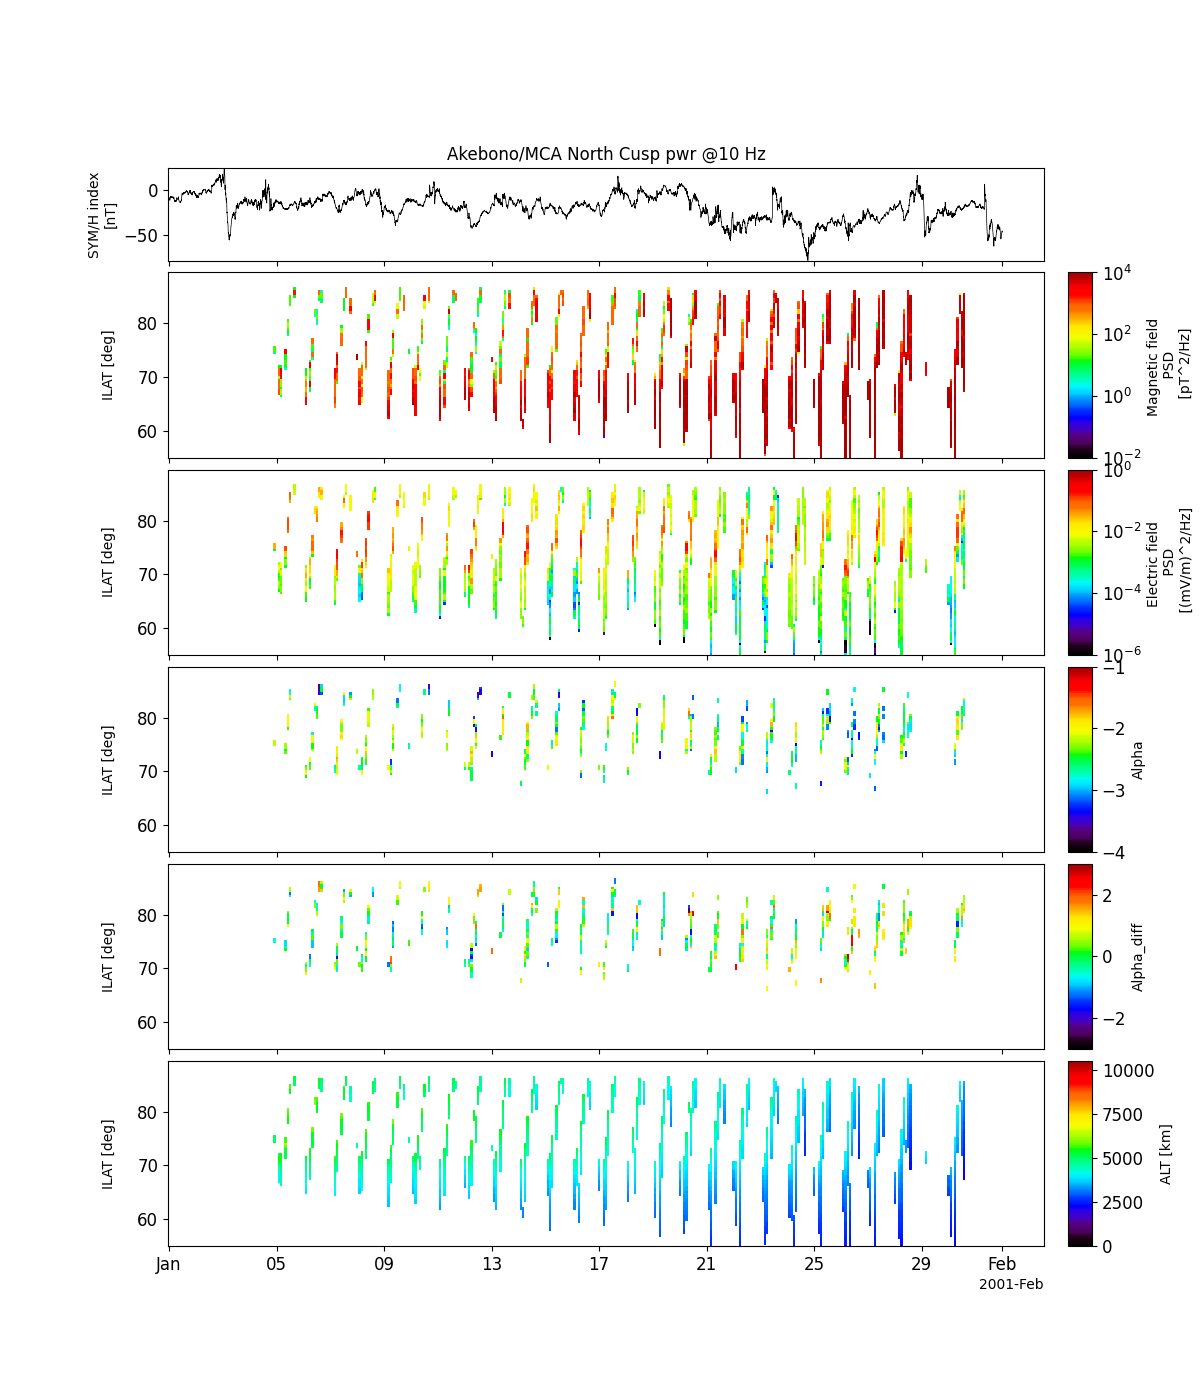 Akebono/MCA North Cusp pwr @10 Hz
SYM/H index
[nT]
0
−50
ILAT [deg]
80
70
60
10^4
10^2
10^0
10^−2
Magnetic field
PSD
[pT^2/Hz]
ILAT [deg]
80
70
60
10^0
10^−2
10^−4
10^−6
Electric field
PSD
[(mV/m)^2/Hz]
ILAT [deg]
80
70
60
−1
−2
−3
−4
Alpha
ILAT [deg]
80
70
60
2
0
−2
Alpha_diff
ILAT [deg]
80
70
60
10000
7500
5000
2500
0
ALT [km]
Jan 05 09 13 17 21 25 29 Feb
2001-Feb